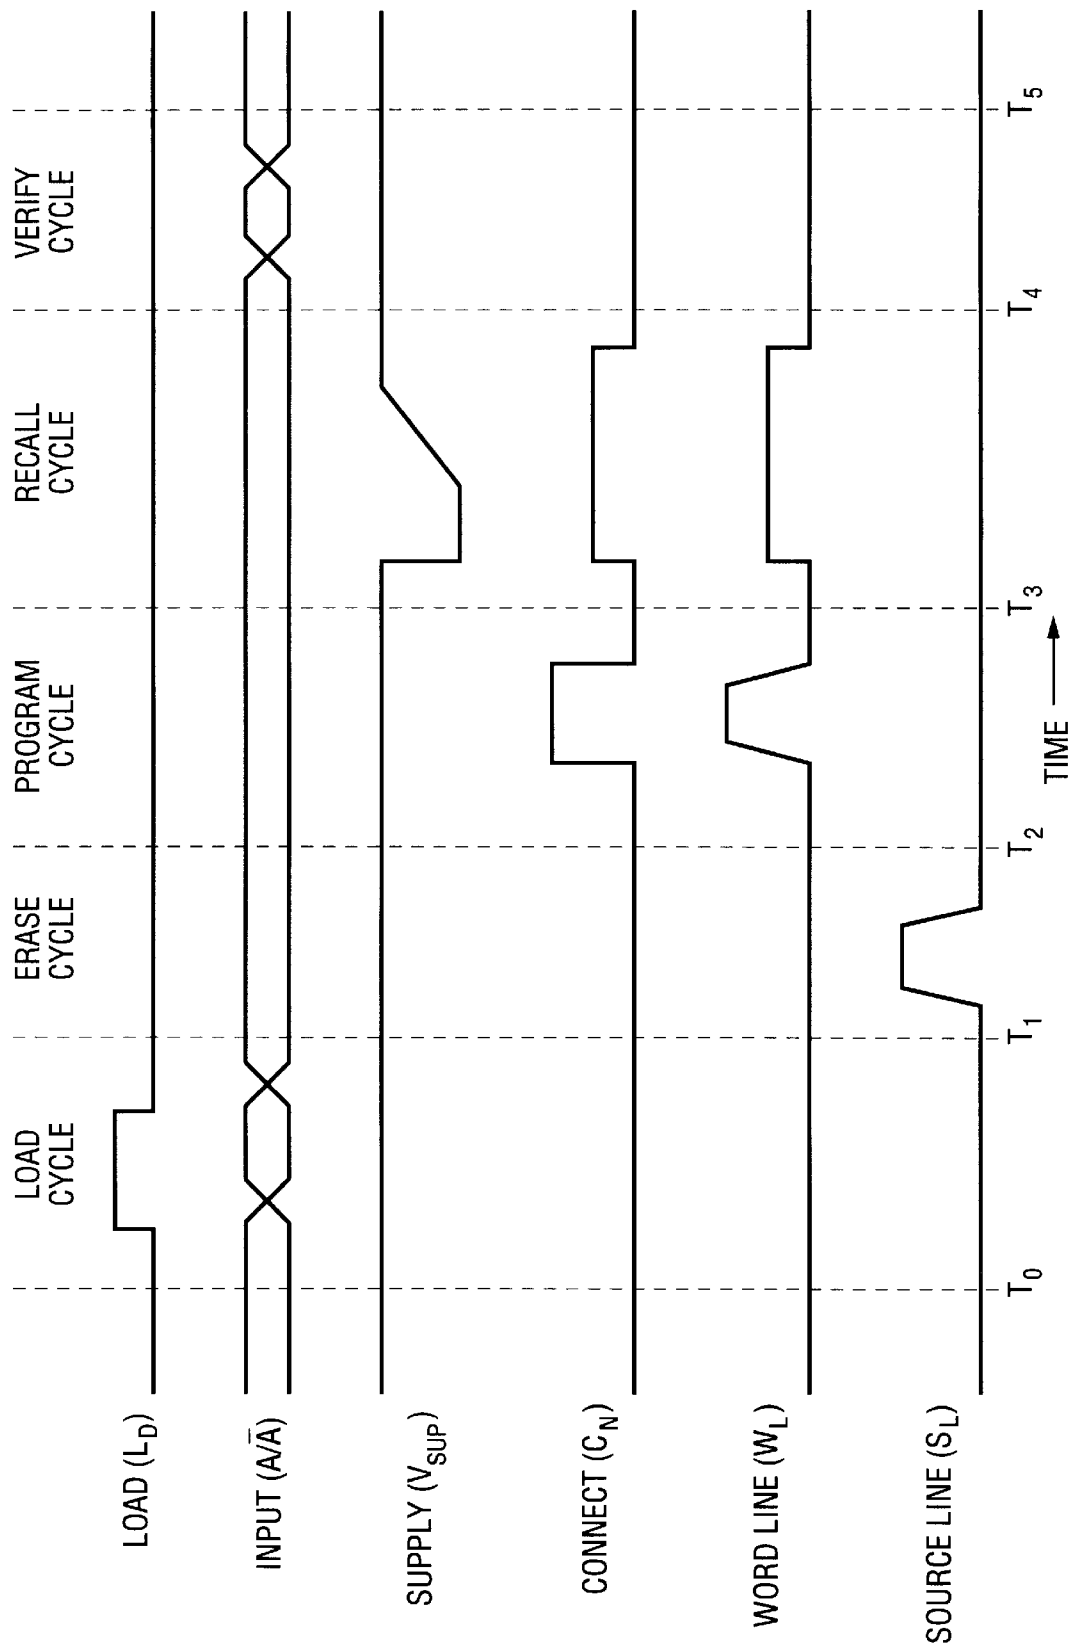 LOAD
CYCLE
ERASE
CYCLE
PROGRAM
CYCLE
RECALL
CYCLE
VERIFY
CYCLE
LOAD (L_D)
INPUT (A/A̅)
SUPPLY (V_SUP)
CONNECT (C_N)
WORD LINE (W_L)
SOURCE LINE (S_L)
T_0 T_1 T_2 T_3 T_4 T_5
TIME